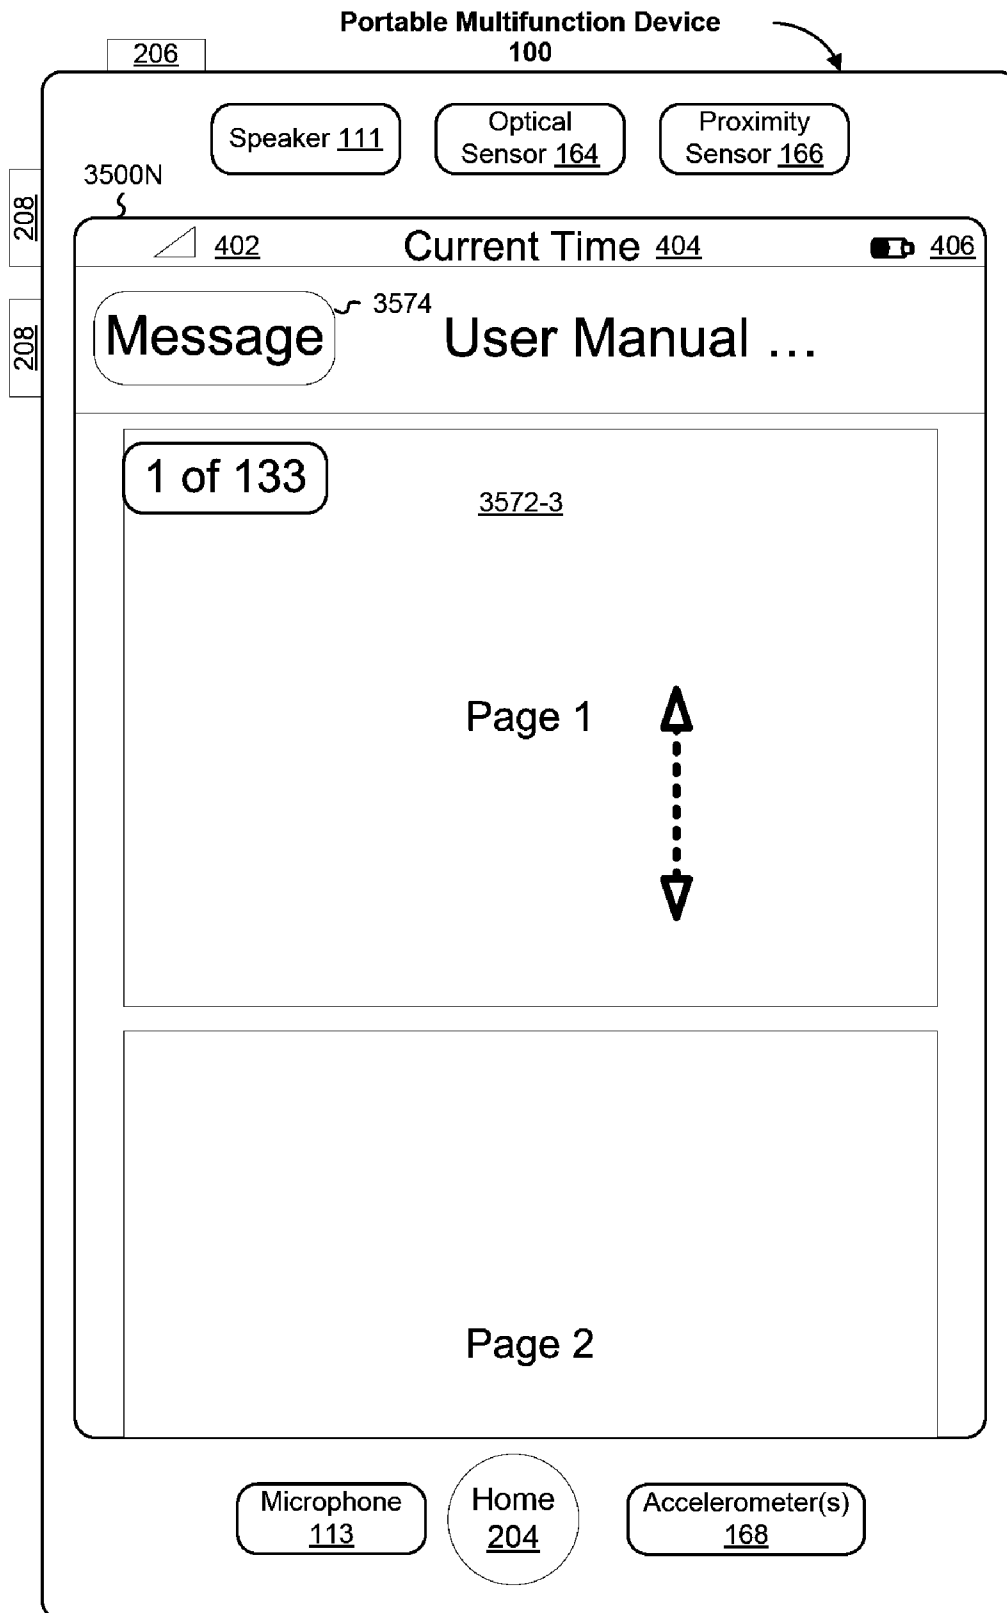 Portable Multifunction Device
100
206
Speaker 111
Optical
Sensor 164
Proximity
Sensor 166
3500N
208
402
Current Time 404
406
Message
3574
User Manual ...
208
1 of 133
3572-3
Page 1
Page 2
Microphone
113
Home
204
Accelerometer(s)
168